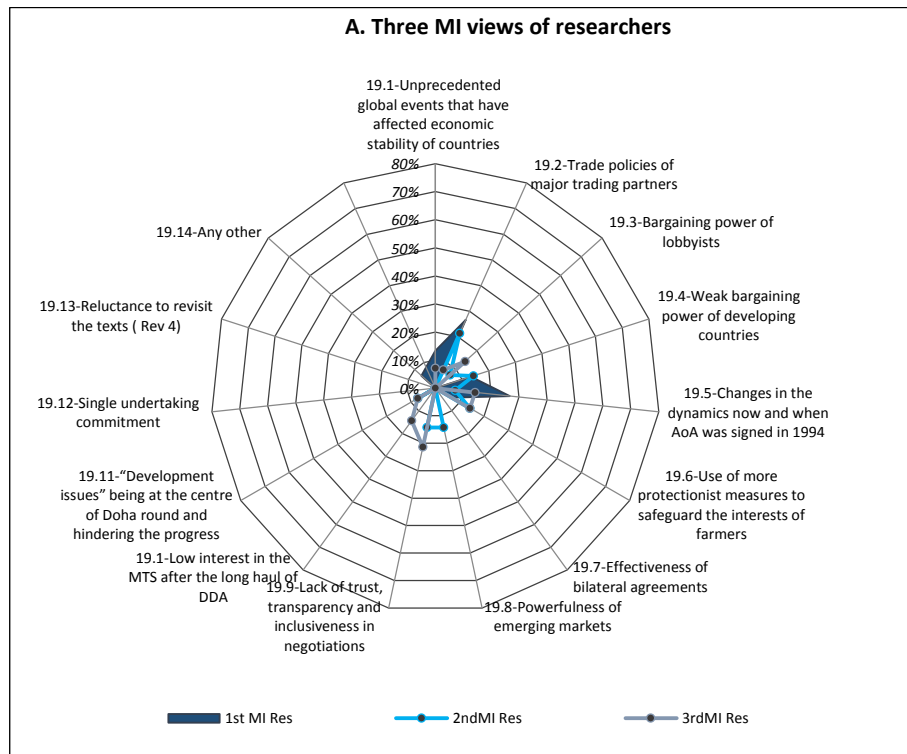 A. Three MI views of researchers
19.1-Unprecedented
global events that have
affected economic
stability of countries
80%
70%
60%
50%
40%
30%
20%
10%
0%
19.2-Trade policies of
major trading partners
19.3-Bargaining power of
lobbyists
19.4-Weak bargaining
power of developing
countries
19.5-Changes in the
dynamics now and when
AoA was signed in 1994
19.6-Use of more
protectionist measures to
safeguard the interests of
farmers
19.7-Effectiveness of
bilateral agreements
19.8-Powerfulness of
emerging markets
19.9-Lack of trust,
transparency and
inclusiveness in
negotiations
19.1-Low interest in the
MTS after the long haul of
DDA
19.11-“Development
issues” being at the centre
of Doha round and
hindering the progress
19.12-Single undertaking
commitment
19.13-Reluctance to revisit
the texts ( Rev 4)
19.14-Any other
1st MI Res
2ndMI Res
3rdMI Res